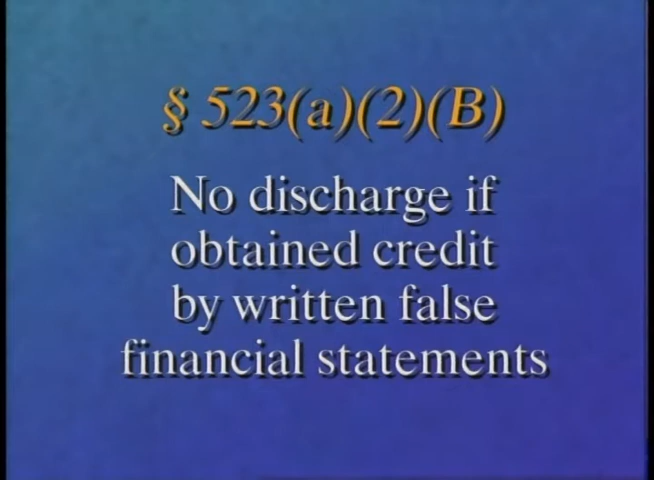 § 523(a)(2)(B)
No discharge if
obtained credit
by written false
financial statements